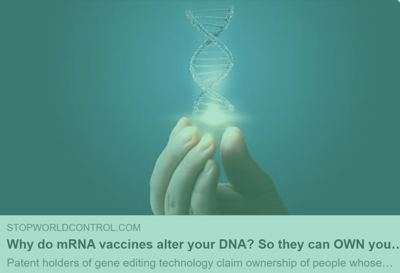 STOPWORLDCONTROL.COM
Why do mRNA vaccines alter your DNA? So they can OWN you…
Patent holders of gene editing technology claim ownership of people whose…